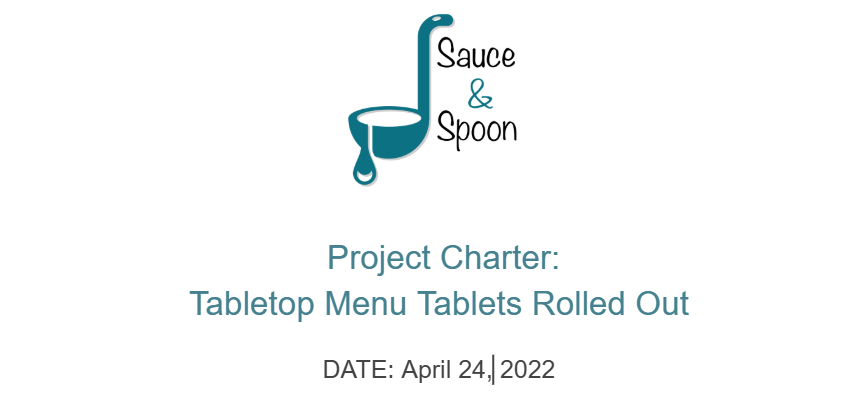 Sauce
&
Spoon
Project Charter:
Tabletop Menu Tablets Rolled Out
DATE: April 24, 2022